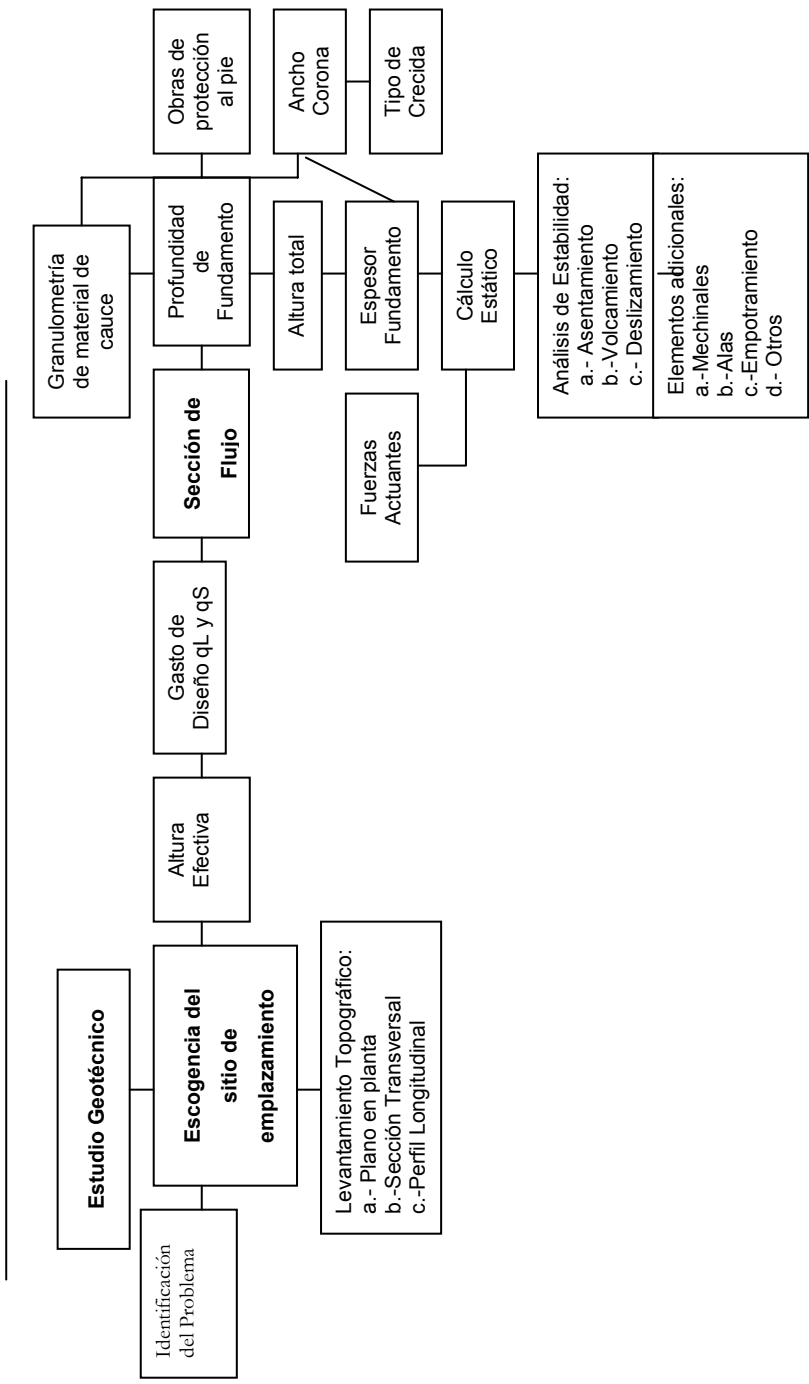 Identificación
del Problema
Estudio Geotécnico
Escogencia del
sitio de
emplazamiento
Levantamiento Topográfico:
a.- Plano en planta
b.-Sección Transversal
c.-Perfil Longitudinal
Altura
Efectiva
Gasto de
Diseño qL y qS
Sección de
Flujo
Granulometría
de material de
cauce
Profundidad
de
Fundamento
Obras de
protección
al pie
Altura total
Ancho
Corona
Espesor
Fundamento
Tipo de
Crecida
Fuerzas
Actuantes
Cálculo
Estático
Análisis de Estabilidad:
a.- Asentamiento
b.-Volcamiento
c.- Deslizamiento
Elementos adicionales:
a.-Mechinales
b.-Alas
c.-Empotramiento
d.- Otros